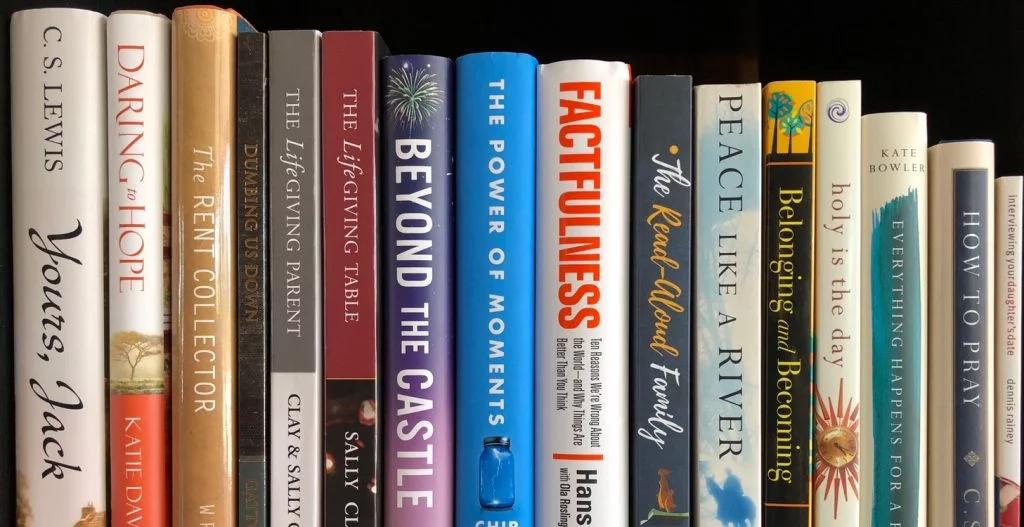 C. S. LEWIS
Yours, Jack
DARING to HOPE
KATIE DAV
The RENT COLLECTOR
DUMBING US DOWN
GATT
THE LIFEGIVING PARENT
CLAY & SALLY C
THE LIFEGIVING TABLE
SALLY CL
BEYOND THE CASTLE
THE POWER OF MOMENTS
FACTFULNESS
Ten Reasons We're Wrong About
the World—and Why Things Are
Better Than You Think
Hans
with Ola Rosling
The Read-Aloud Family
PEACE LIKE A RIVER
Belonging and Becoming
holy is the day
KATE
BOWLER
EVERYTHING HAPPENS FOR A
HOW TO PRAY
C.S
interviewing your daughter's date
dennis rainey